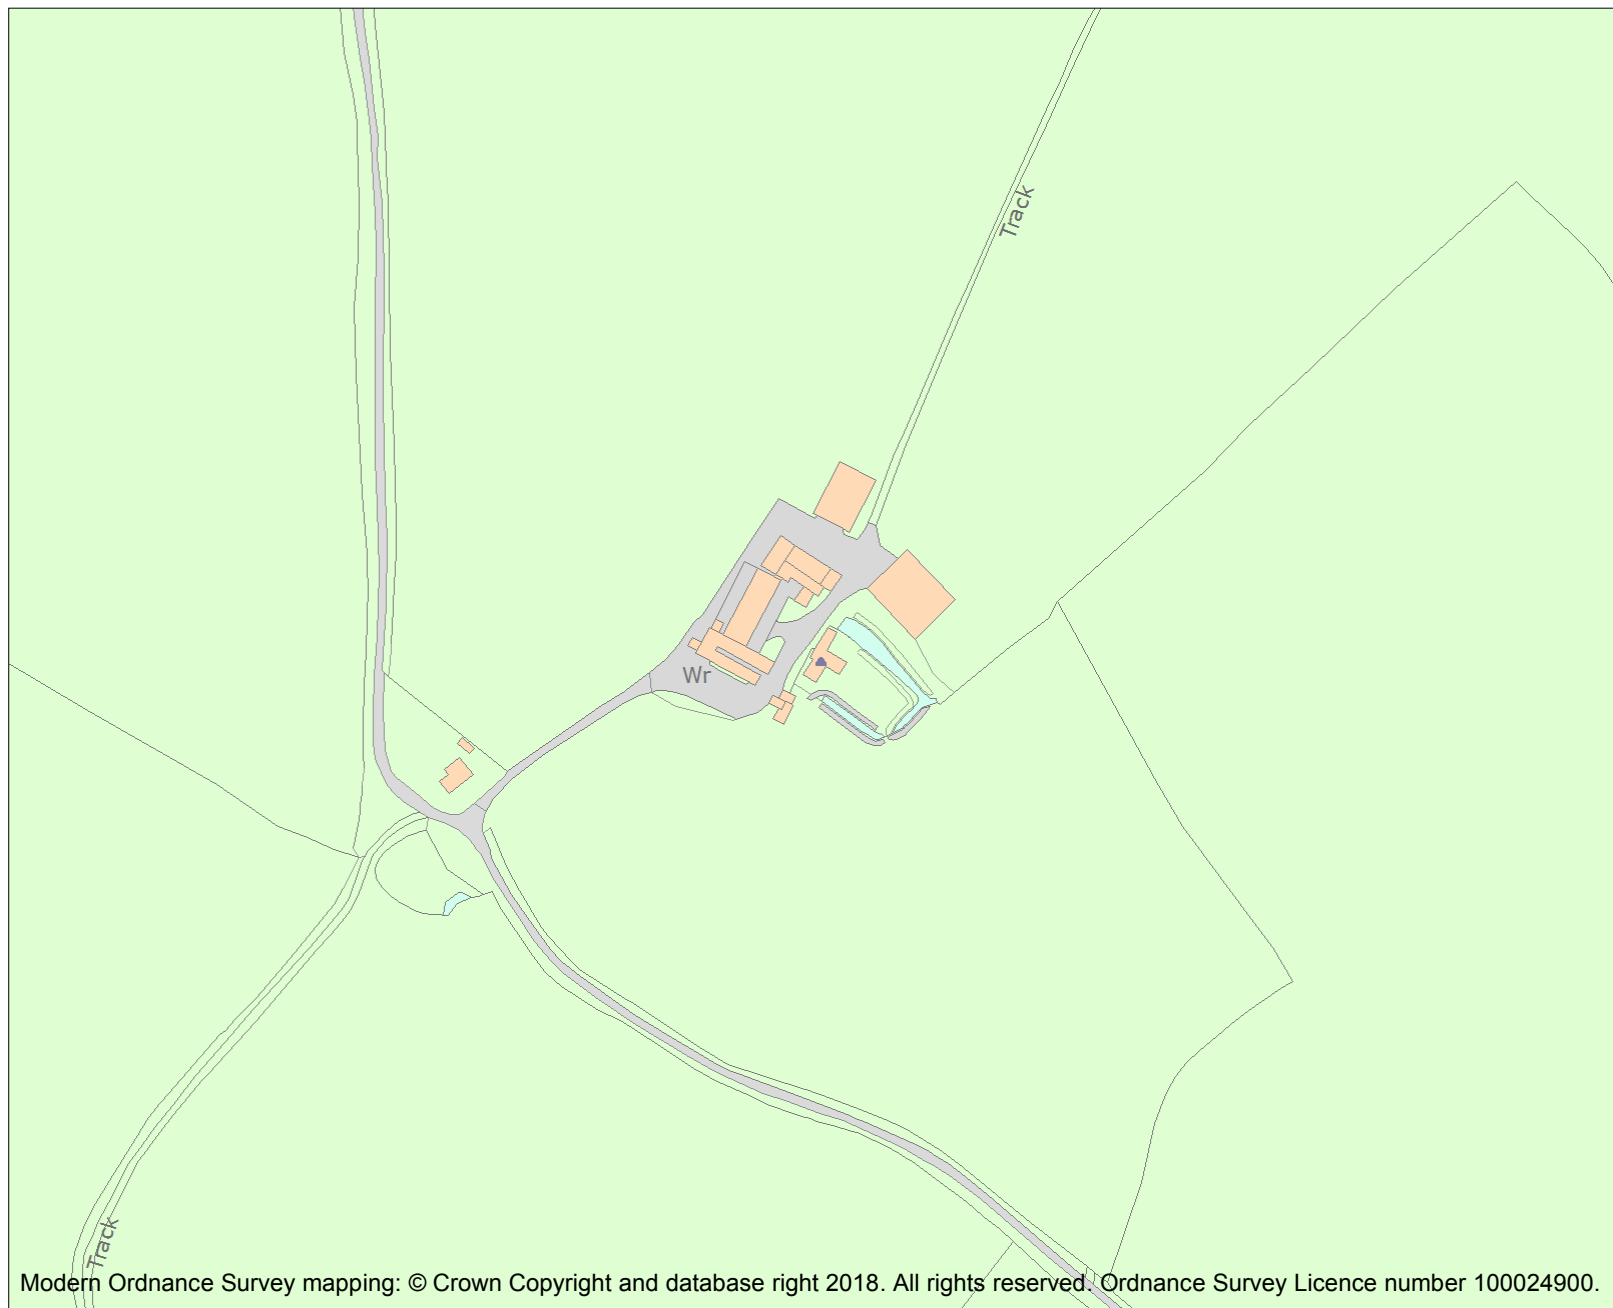 Track
Wr
Track
Modern Ordnance Survey mapping: © Crown Copyright and database right 2018. All rights reserved. Ordnance Survey Licence number 100024900.